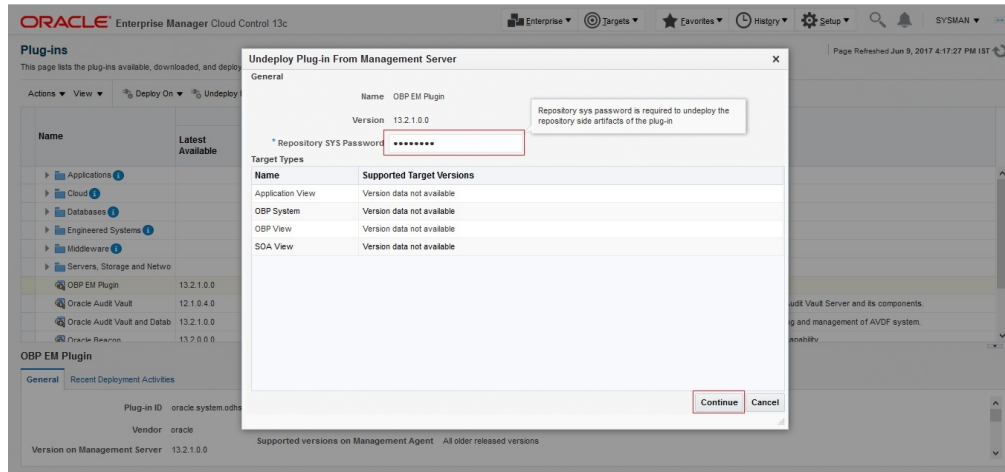 ORACLE Enterprise Manager Cloud Control 13c
Enterprise Targets Favorites History Setup SYSMAN
Plug-ins
Page Refreshed Jun 9, 2017 4:17:27 PM IST
This page lists the plug-ins available, downloaded, and deploy
Actions View Deploy On Undeploy
Name
Latest Available
Applications
Cloud
Databases
Engineered Systems
Middleware
Servers, Storage and Netwo
OBP EM Plugin 13.2.1.0.0
Oracle Audit Vault 12.1.0.4.0
udit Vault Server and its components.
Oracle Audit Vault and Datab 13.2.1.0.0
g and management of AVDF system.
Oracle Beacon 13.2.0.0.0
apability.
Undeploy Plug-in From Management Server
General
Name OBP EM Plugin
Version 13.2.1.0.0
Repository sys password is required to undeploy the
repository side artifacts of the plug-in
* Repository SYS Password ••••••••
Target Types
Name Supported Target Versions
Application View Version data not available
OBP System Version data not available
OBP View Version data not available
SOA View Version data not available
Continue Cancel
OBP EM Plugin
General Recent Deployment Activities
Plug-in ID oracle.system.odhs
Vendor oracle
Version on Management Server 13.2.1.0.0
Supported versions on Management Agent All older released versions